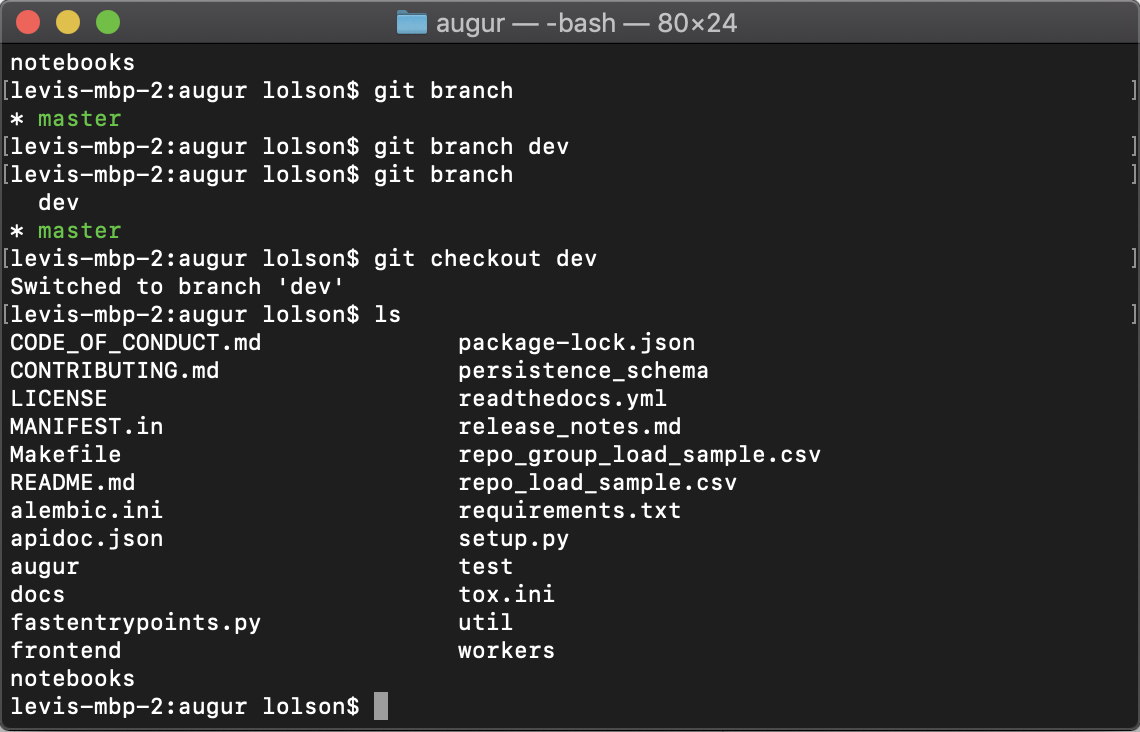 augur — -bash — 80×24
notebooks
[levis-mbp-2:augur lolson$ git branch ]
* master
[levis-mbp-2:augur lolson$ git branch dev ]
[levis-mbp-2:augur lolson$ git branch ]
  dev
* master
[levis-mbp-2:augur lolson$ git checkout dev ]
Switched to branch 'dev'
[levis-mbp-2:augur lolson$ ls ]
CODE_OF_CONDUCT.md package-lock.json
CONTRIBUTING.md persistence_schema
LICENSE readthedocs.yml
MANIFEST.in release_notes.md
Makefile repo_group_load_sample.csv
README.md repo_load_sample.csv
alembic.ini requirements.txt
apidoc.json setup.py
augur test
docs tox.ini
fastentrypoints.py util
frontend workers
notebooks
levis-mbp-2:augur lolson$